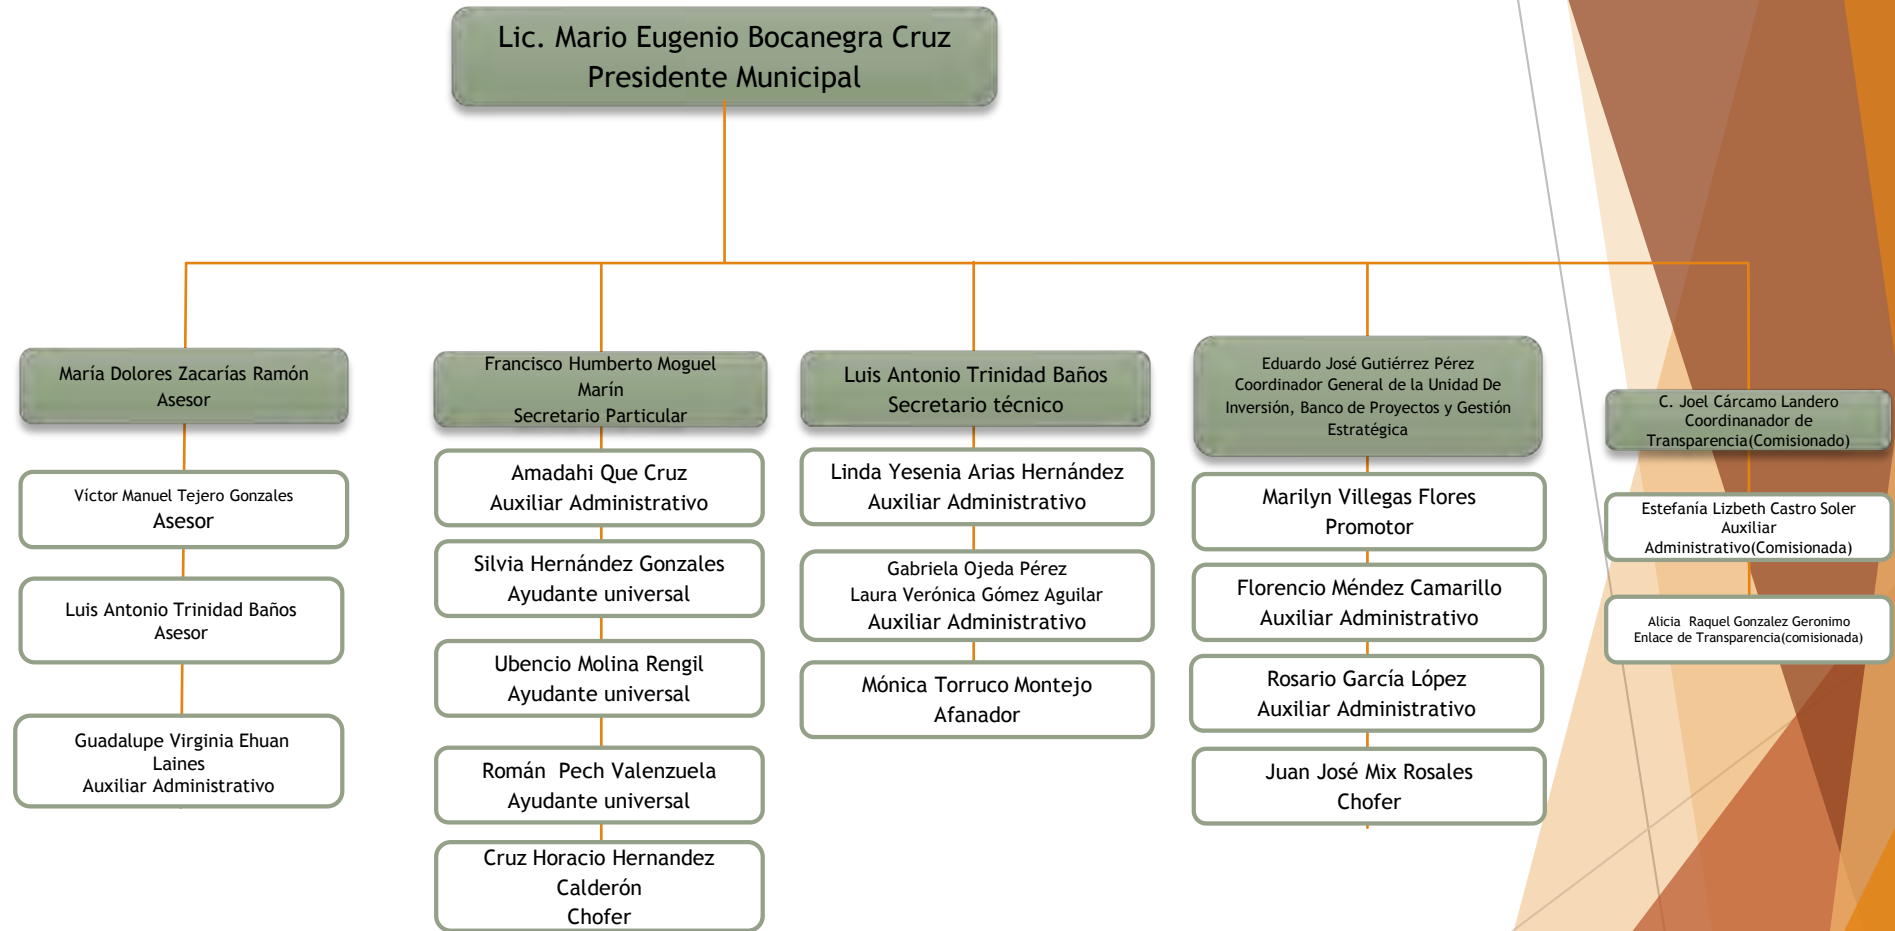 Lic. Mario Eugenio Bocanegra Cruz
Presidente Municipal
María Dolores Zacarías Ramón
Asesor
Víctor Manuel Tejero Gonzales
Asesor
Luis Antonio Trinidad Baños
Asesor
Guadalupe Virginia Ehuan
Laines
Auxiliar Administrativo
Francisco Humberto Moguel
Marín
Secretario Particular
Amadahi Que Cruz
Auxiliar Administrativo
Silvia Hernández Gonzales
Ayudante universal
Ubencio Molina Rengil
Ayudante universal
Román  Pech Valenzuela
Ayudante universal
Cruz Horacio Hernandez
Calderón
Chofer
Luis Antonio Trinidad Baños
Secretario técnico
Linda Yesenia Arias Hernández
Auxiliar Administrativo
Gabriela Ojeda Pérez
Laura Verónica Gómez Aguilar
Auxiliar Administrativo
Mónica Torruco Montejo
Afanador
Eduardo José Gutiérrez Pérez
Coordinador General de la Unidad De
Inversión, Banco de Proyectos y Gestión
Estratégica
Marilyn Villegas Flores
Promotor
Florencio Méndez Camarillo
Auxiliar Administrativo
Rosario García López
Auxiliar Administrativo
Juan José Mix Rosales
Chofer
C. Joel Cárcamo Landero
Coordinanador de
Transparencia(Comisionado)
Estefanía Lizbeth Castro Soler
Auxiliar
Administrativo(Comisionada)
Alicia  Raquel Gonzalez Geronimo
Enlace de Transparencia(comisionada)